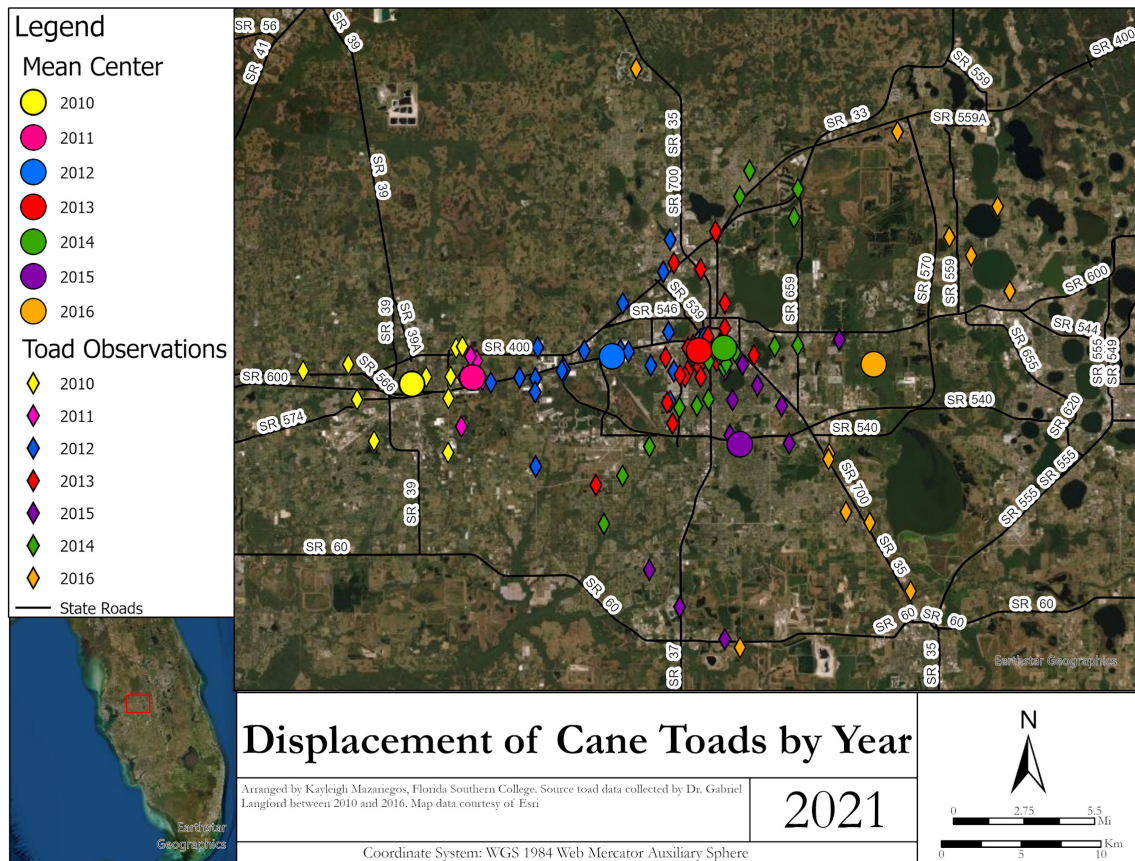 Legend
Mean Center
2010
2011
2012
2013
2014
2015
2016
Toad Observations
2010
2011
2012
2013
2015
2014
2016
State Roads
SR 56
SR 41
SR 39
SR 400
SR 559
SR 33
SR 559A
SR 35
SR 700
SR 39
SR 570
SR 559
SR 659
SR 600
SR 539
SR 546
SR 39
SR 39A
SR 400
SR 544
SR 655
SR 555
SR 549
SR 566
SR 600
SR 574
SR 540
SR 620
SR 540
SR 555
SR 555
SR 700
SR 39
SR 35
SR 60
SR 60
SR 60
SR 60
SR 60
SR 37
SR 35
Earthstar Geographics
Earthstar
Geographics
Displacement of Cane Toads by Year
Arranged by Kayleigh Mazariegos, Florida Southern College. Source toad data collected by Dr. Gabriel
Langford between 2010 and 2016. Map data courtesy of Esri
2021
Coordinate System: WGS 1984 Web Mercator Auxiliary Sphere
N
0 2.75 5.5
Mi
Km
0 5 10